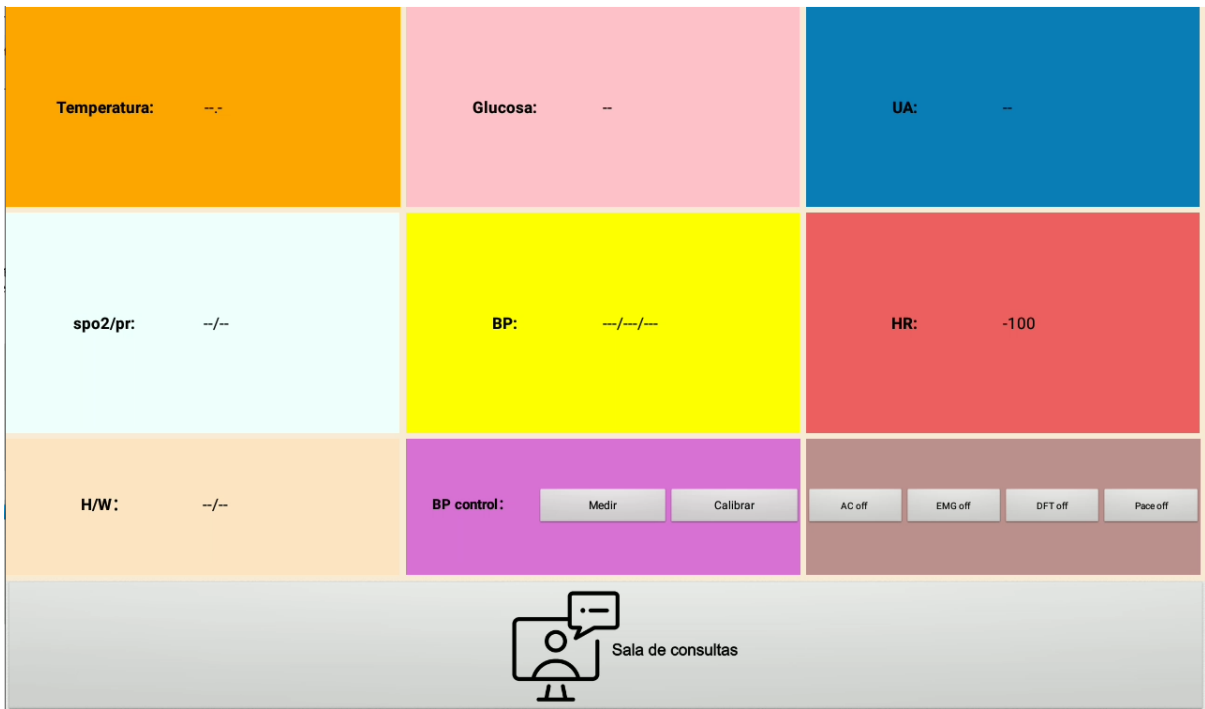 Temperatura: --.-
Glucosa: --
UA: --
spo2/pr: --/--
BP: ---/---/---
HR: -100
H/W: --/--
BP control: Medir Calibrar
AC off EMG off DFT off Pace off
Sala de consultas